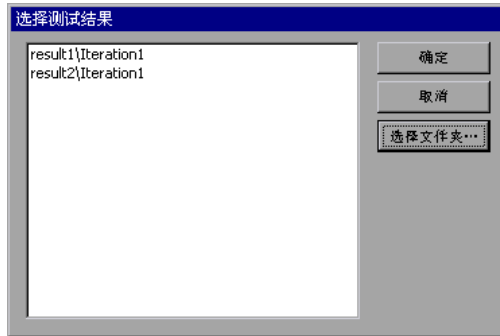 选择测试结果
result1\Iteration1
result2\Iteration1
确定
取消
选择文件夹…